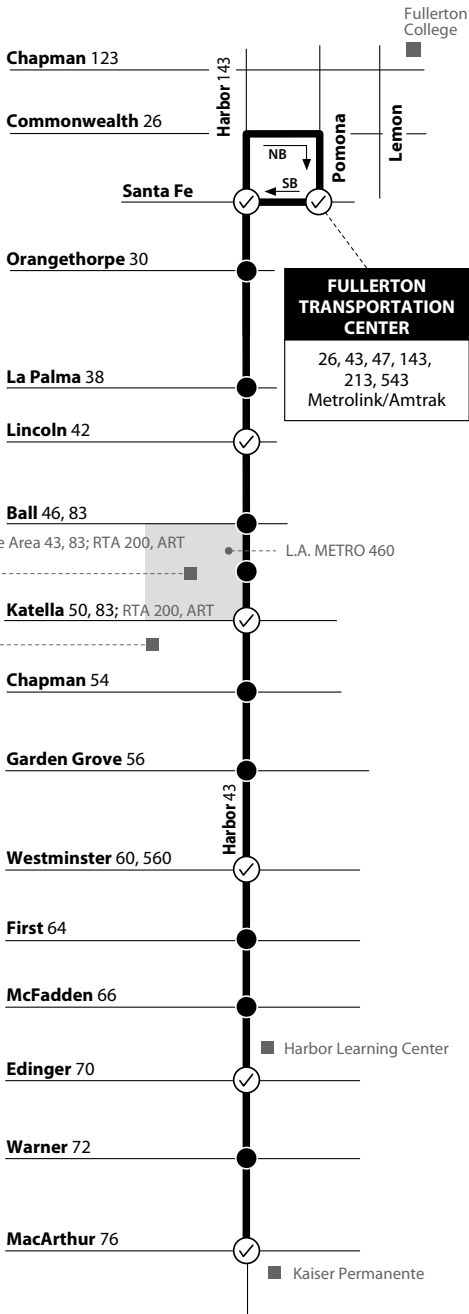 Fullerton
College
Chapman 123
Harbor 143
Commonwealth 26
Pomona
Lemon
NB
SB
Santa Fe
Orangethorpe 30
FULLERTON
TRANSPORTATION
CENTER
26, 43, 47, 143,
213, 543
Metrolink/Amtrak
La Palma 38
Lincoln 42
Ball 46, 83
Area 43, 83; RTA 200, ART
L.A. METRO 460
Katella 50, 83; RTA 200, ART
Chapman 54
Garden Grove 56
Harbor 43
Westminster 60, 560
First 64
McFadden 66
Harbor Learning Center
Edinger 70
Warner 72
MacArthur 76
Kaiser Permanente